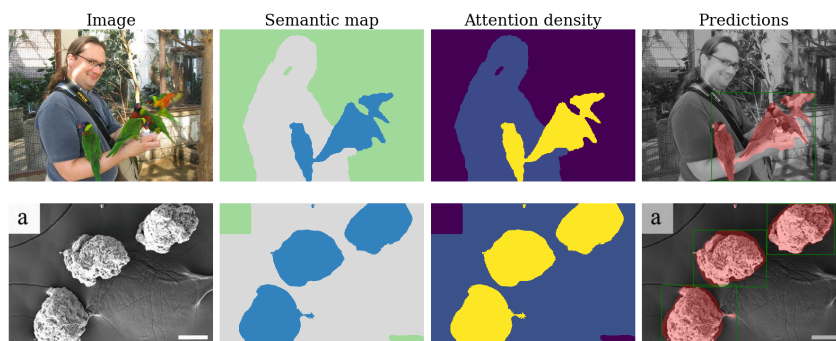 Image
Semantic map
Attention density
Predictions
a
a